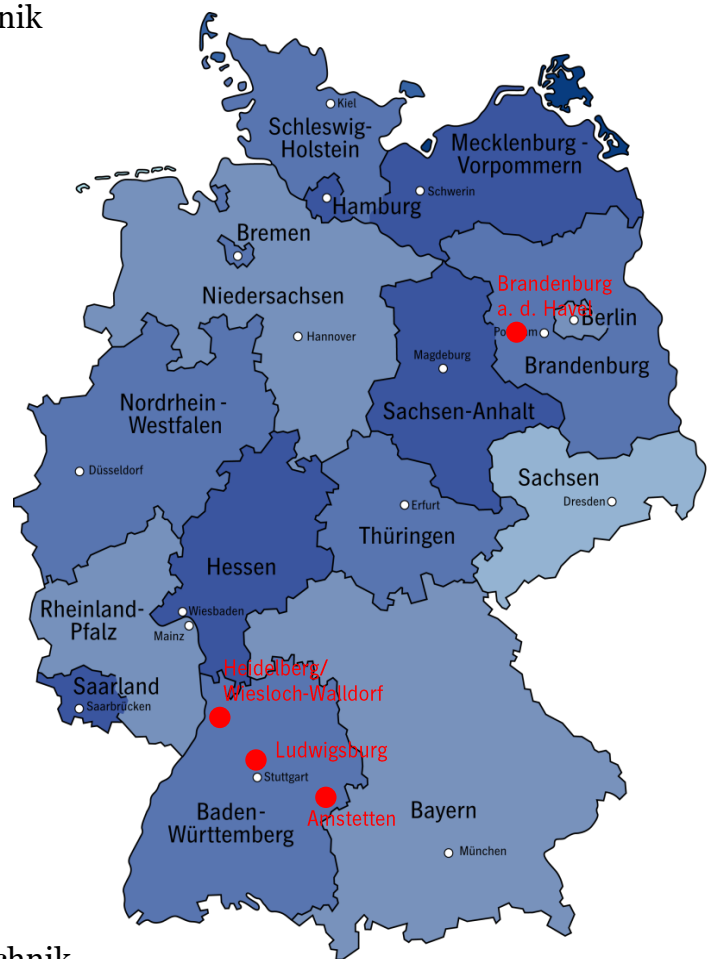 nik
Kiel
Schleswig-
Holstein
Mecklenburg -
Vorpommern
Schwerin
Hamburg
Bremen
Niedersachsen
Brandenburg
a. d. Havel
Berlin
Hannover
Magdeburg
Brandenburg
Nordrhein -
Westfalen
Sachsen-Anhalt
Düsseldorf
Sachsen
Dresden
Erfurt
Thüringen
Hessen
Rheinland-
Pfalz
Wiesbaden
Mainz
Heidelberg/
Wiesloch-Walldorf
Saarland
Saarbrücken
Ludwigsburg
Stuttgart
Baden-
Württemberg
Amstetten
Bayern
München
chnik